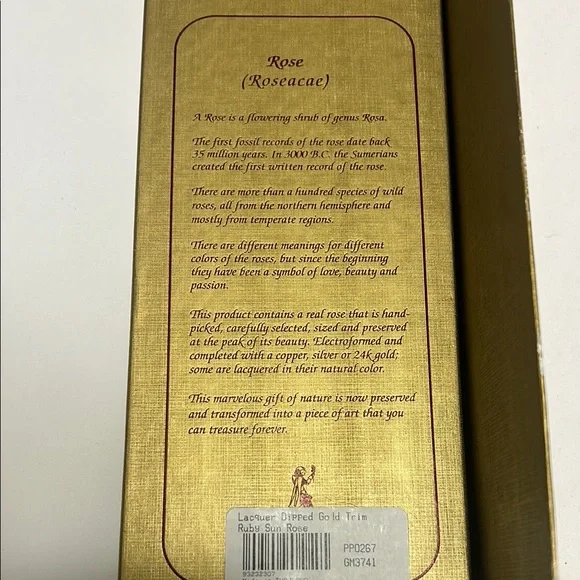 Rose
(Roseacae)
A Rose is a flowering shrub of genus Rosa.
The first fossil records of the rose date back
35 million years. In 3000 B.C. the Sumerians
created the first written record of the rose.
There are more than a hundred species of wild
roses, all from the northern hemisphere and
mostly from temperate regions.
There are different meanings for different
colors of the roses, but since the beginning
they have been a symbol of love, beauty and
passion.
This product contains a real rose that is hand-
picked, carefully selected, sized and preserved
at the peak of its beauty. Electroformed and
completed with a copper, silver or 24k gold;
some are lacquered in their natural color.
This marvelous gift of nature is now preserved
and transformed into a piece of art that you
can treasure forever.
Lacquer Dipped Gold Trim
Ruby Sun Rose
PP0267
GM3741